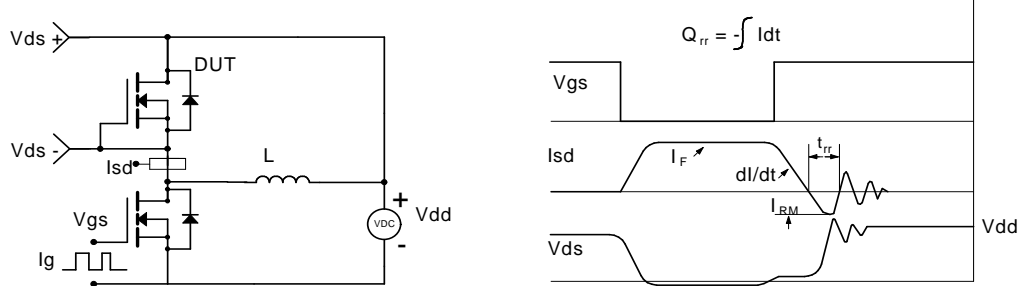 Vds +
DUT
Vds -
Isd
L
Vgs
+
VDC
Vdd
-
Ig
Q rr = - ∫ Idt
Vgs
Isd
I F
dI/dt
t rr
I RM
Vdd
Vds